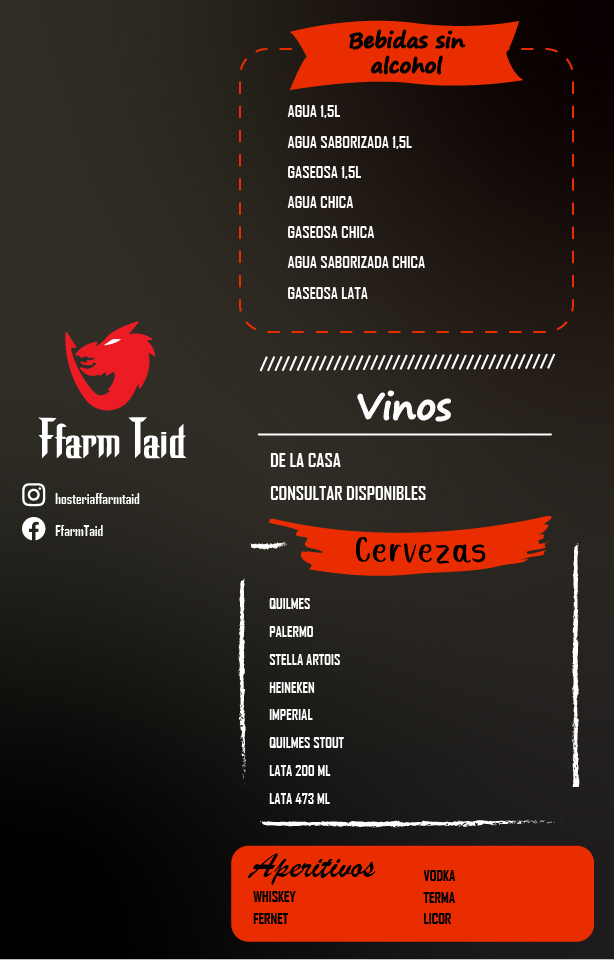 Bebidas sin
alcohol
AGUA 1,5L
AGUA SABORIZADA 1,5L
GASEOSA 1,5L
AGUA CHICA
GASEOSA CHICA
AGUA SABORIZADA CHICA
GASEOSA LATA
Ffarm Taid
hosteriaffarmtaid
FfarmTaid
Vinos
DE LA CASA
CONSULTAR DISPONIBLES
Cervezas
QUILMES
PALERMO
STELLA ARTOIS
HEINEKEN
IMPERIAL
QUILMES STOUT
LATA 200 ML
LATA 473 ML
Aperitivos
WHISKEY
FERNET
VODKA
TERMA
LICOR